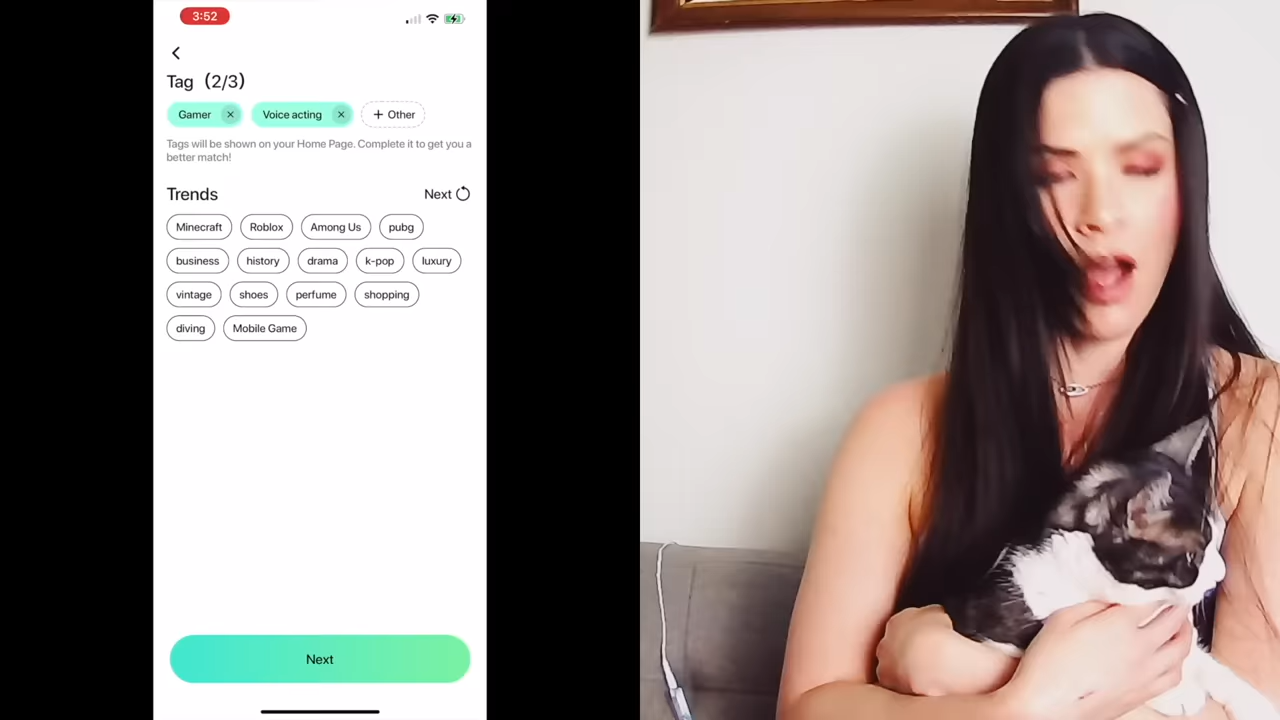 3:52
Tag (2/3)
Gamer × Voice acting × + Other
Tags will be shown on your Home Page. Complete it to get you a
better match!
Trends Next
Minecraft Roblox Among Us pubg
business history drama k-pop luxury
vintage shoes perfume shopping
diving Mobile Game
Next